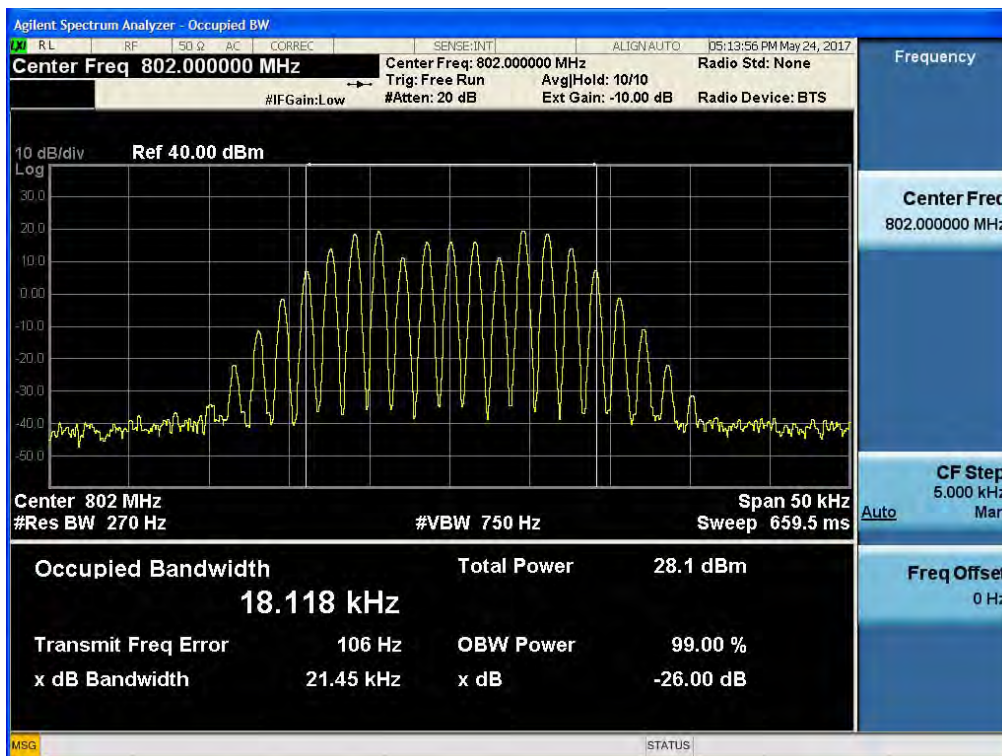 Agilent Spectrum Analyzer - Occupied BW
LXI RL RF 50 Ω AC CORREC SENSE:INT ALIGN AUTO 05:13:56 PM May 24, 2017
Center Freq 802.000000 MHz
Center Freq: 802.000000 MHz Radio Std: None
Trig: Free Run Avg|Hold: 10/10
#IFGain:Low #Atten: 20 dB Ext Gain: -10.00 dB Radio Device: BTS
10 dB/div Ref 40.00 dBm
Log
30.0
20.0
10.0
0.00
-10.0
-20.0
-30.0
-40.0
-50.0
Center 802 MHz Span 50 kHz
#Res BW 270 Hz #VBW 750 Hz Sweep 659.5 ms
Occupied Bandwidth Total Power 28.1 dBm
18.118 kHz
Transmit Freq Error 106 Hz OBW Power 99.00 %
x dB Bandwidth 21.45 kHz x dB -26.00 dB
MSG STATUS
Frequency
Center Freq
802.000000 MHz
CF Step
5.000 kHz
Auto Man
Freq Offset
0 Hz